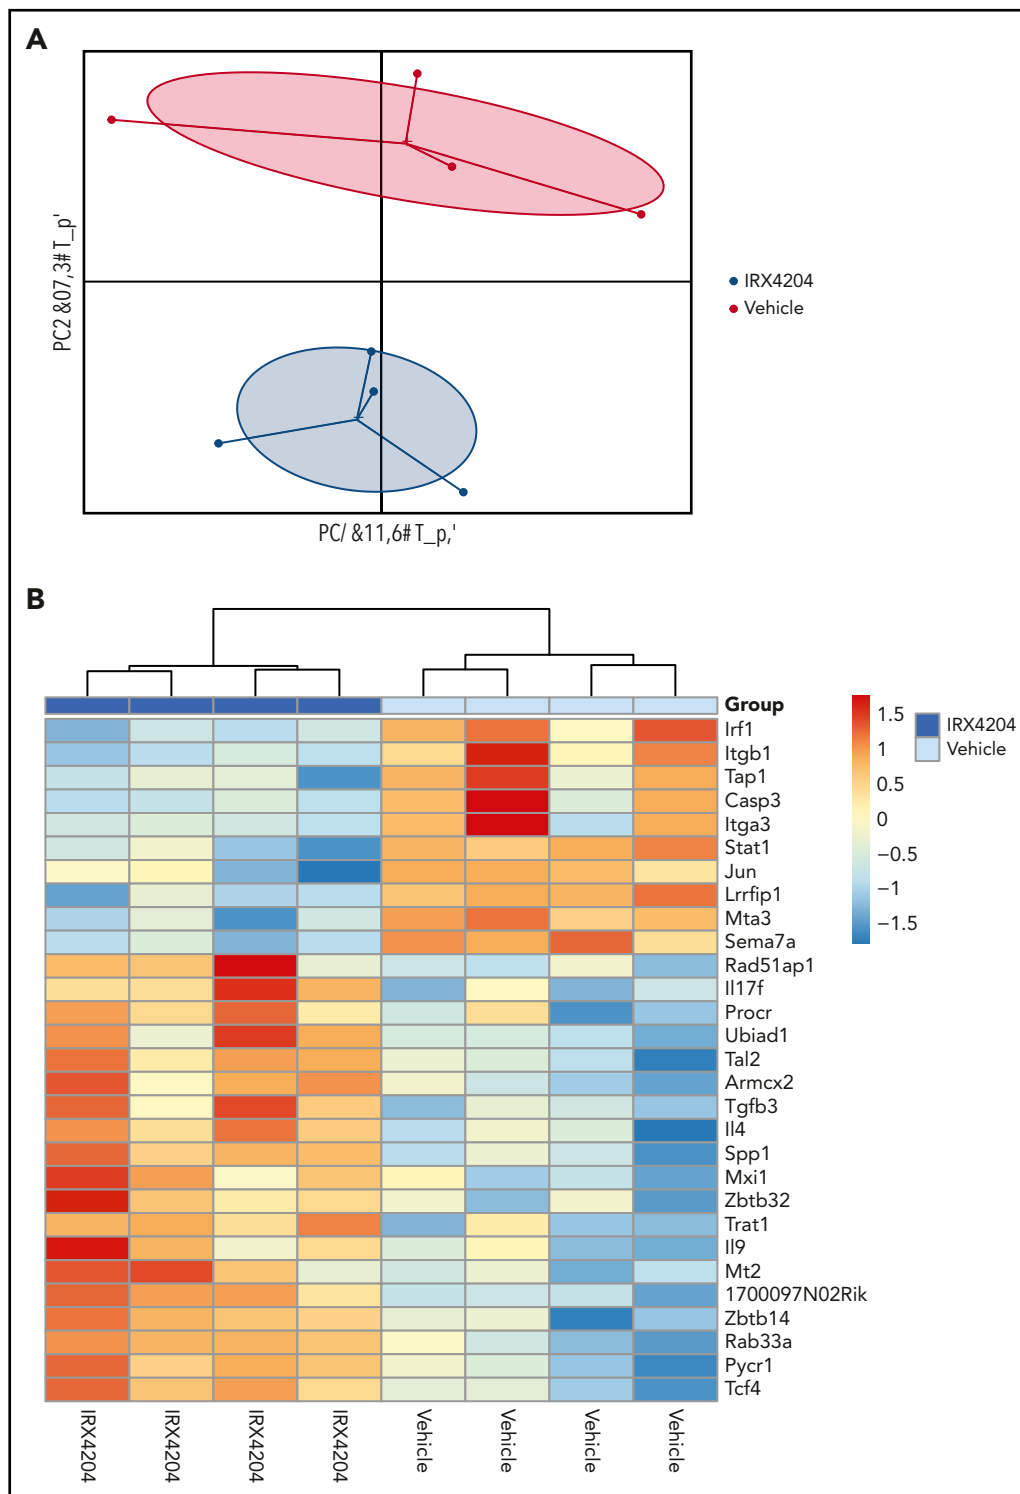 A
PC2 &07,3# T_p'
IRX4204
Vehicle
PC/ &11,6# T_p,'
B
Group
Irf1
Itgb1
Tap1
Casp3
Itga3
Stat1
Jun
Lrrfip1
Mta3
Sema7a
Rad51ap1
Il17f
Procr
Ubiad1
Tal2
Armcx2
Tgfb3
Il4
Spp1
Mxi1
Zbtb32
Trat1
Il9
Mt2
1700097N02Rik
Zbtb14
Rab33a
Pycr1
Tcf4
1.5
1
0.5
0
−0.5
−1
−1.5
IRX4204
Vehicle
IRX4204
IRX4204
IRX4204
IRX4204
Vehicle
Vehicle
Vehicle
Vehicle